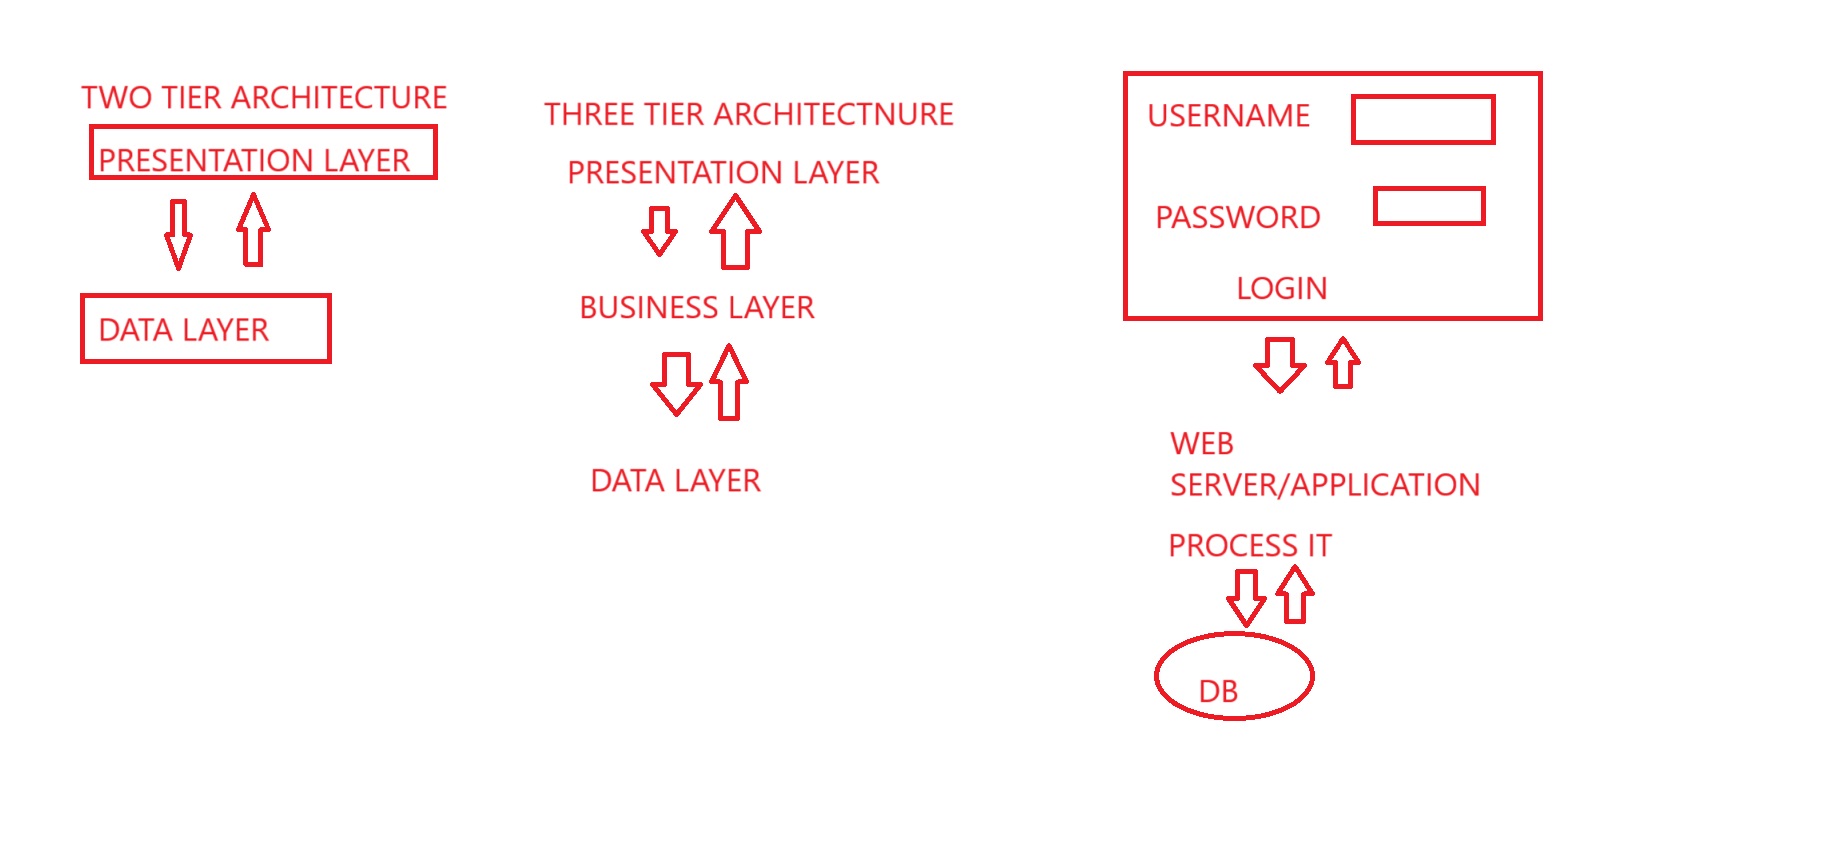 TWO TIER ARCHITECTURE
PRESENTATION LAYER
DATA LAYER
THREE TIER ARCHITECTNURE
PRESENTATION LAYER
BUSINESS LAYER
DATA LAYER
USERNAME
PASSWORD
LOGIN
WEB
SERVER/APPLICATION
PROCESS IT
DB